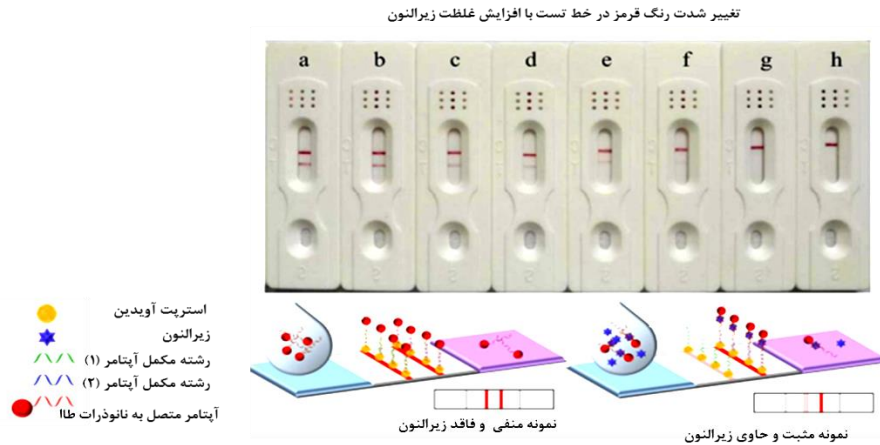 تغییر شدت رنگ قرمز در خط تست با افزایش غلظت زیرالنون
a b c d e f g h
استرپت آویدین
زیرالنون
رشته مکمل آپتامر (۱)
رشته مکمل آپتامر (۲)
آپتامر متصل به نانوذرات طلاا
نمونه منفی و فاقد زیرالنون
نمونه مثبت و حاوی زیرالنون